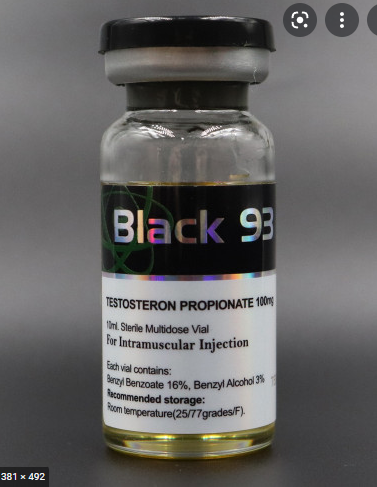 Black 93
TESTOSTERON PROPIONATE 100mg
10ml. Sterile Multidose Vial
For Intramuscular Injection
Each vial contains:
Benzyl Benzoate 16%, Benzyl Alcohol 3%
Recommended storage:
Room temperature(25/77grades/F).
381 × 492